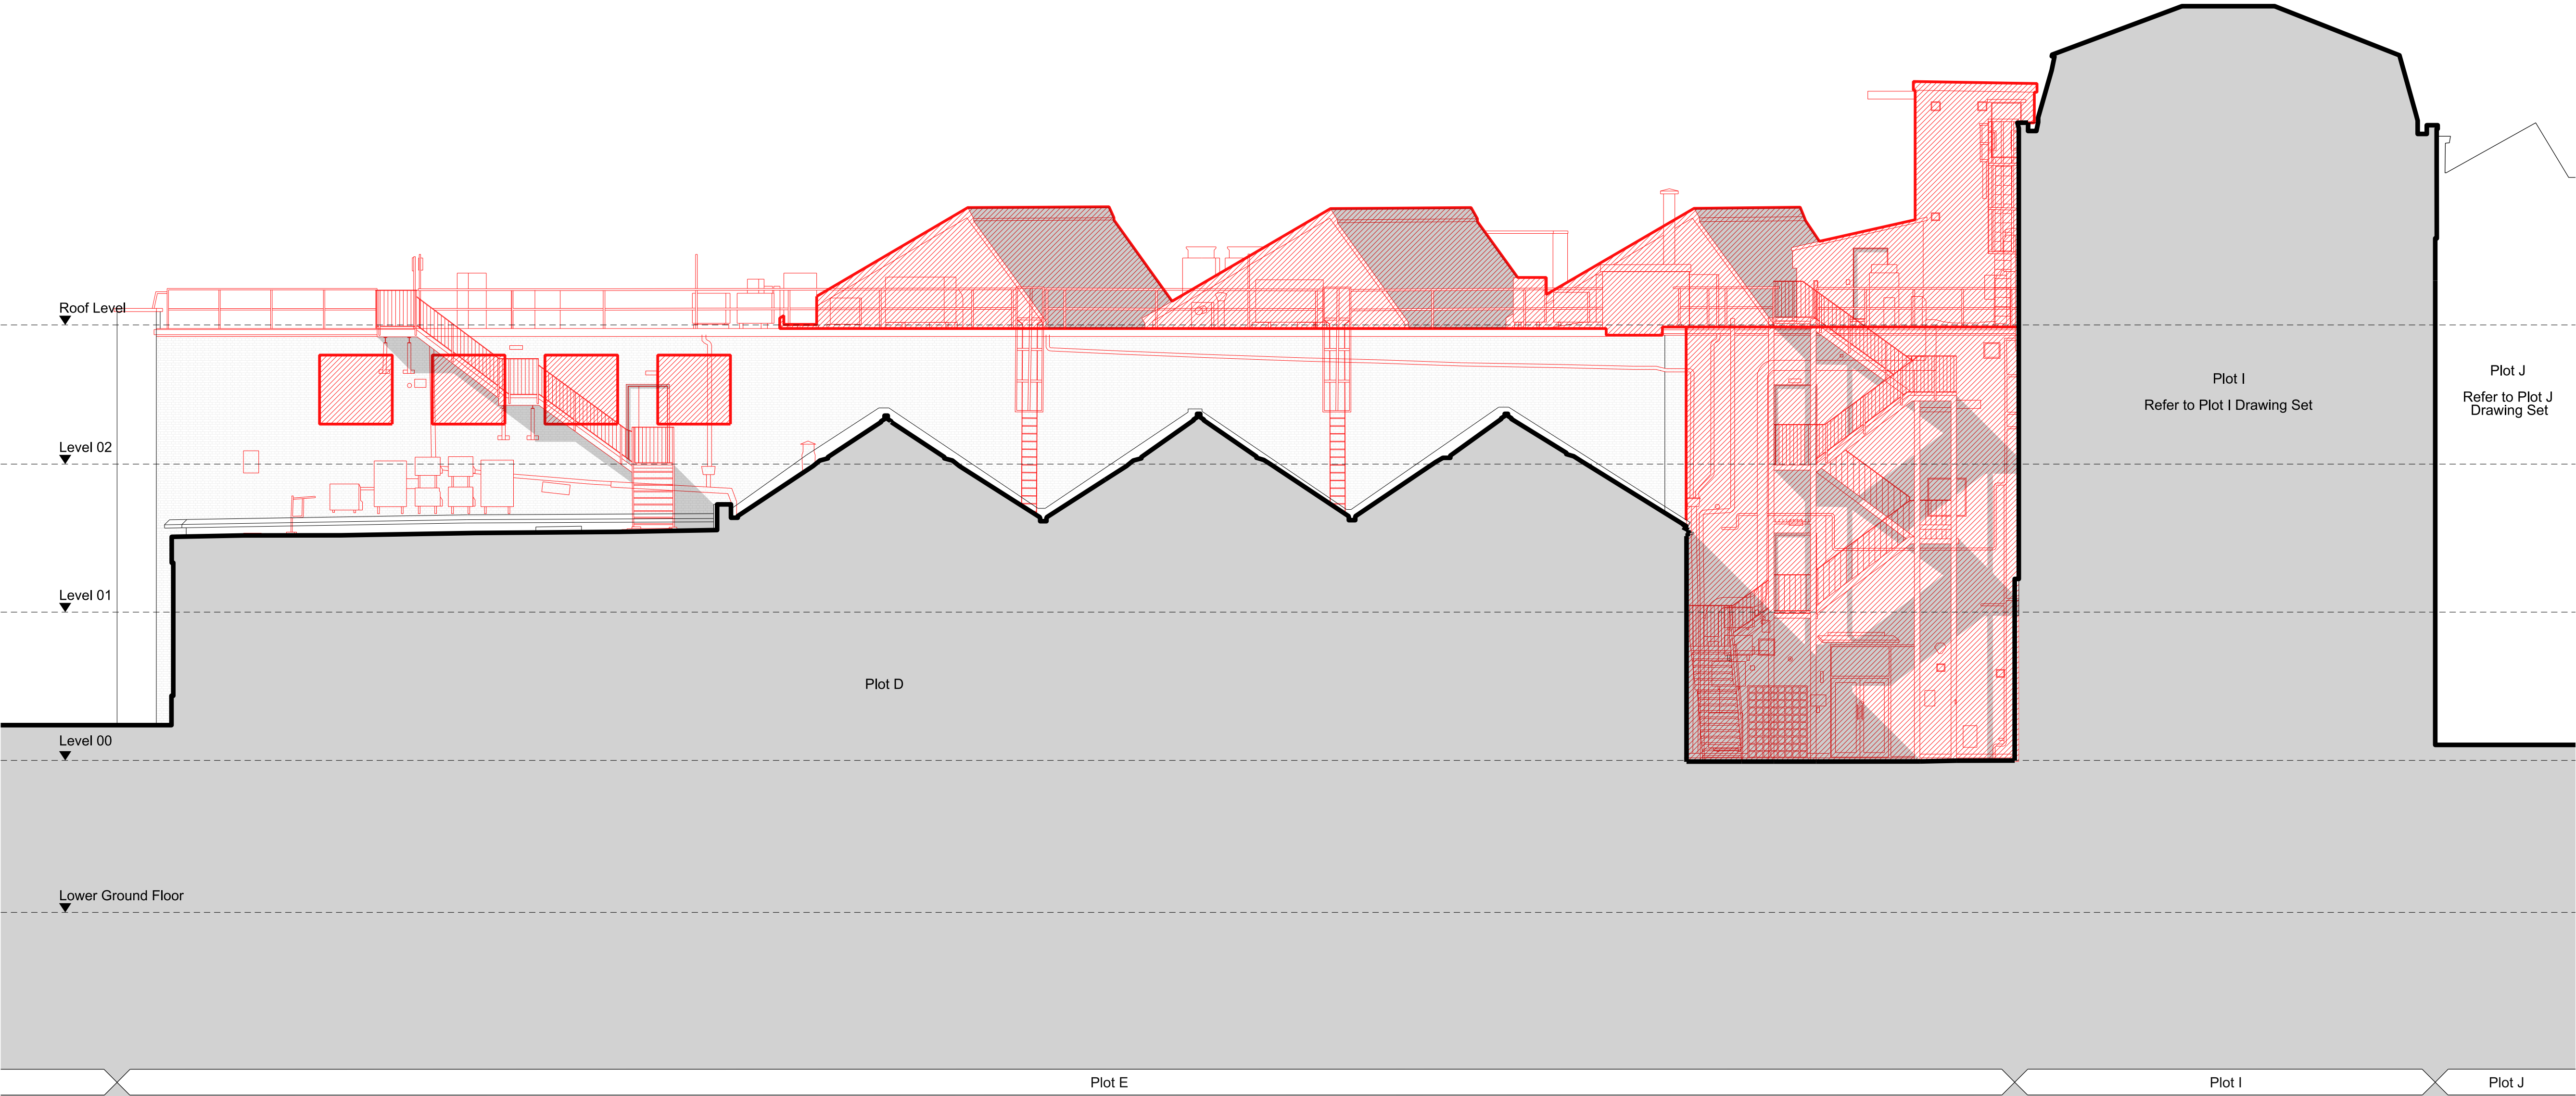 Roof Level
Level 02
Level 01
Level 00
Lower Ground Floor
Plot D
Plot I
Refer to Plot I Drawing Set
Plot J
Refer to Plot J
Drawing Set
Plot E
Plot I
Plot J